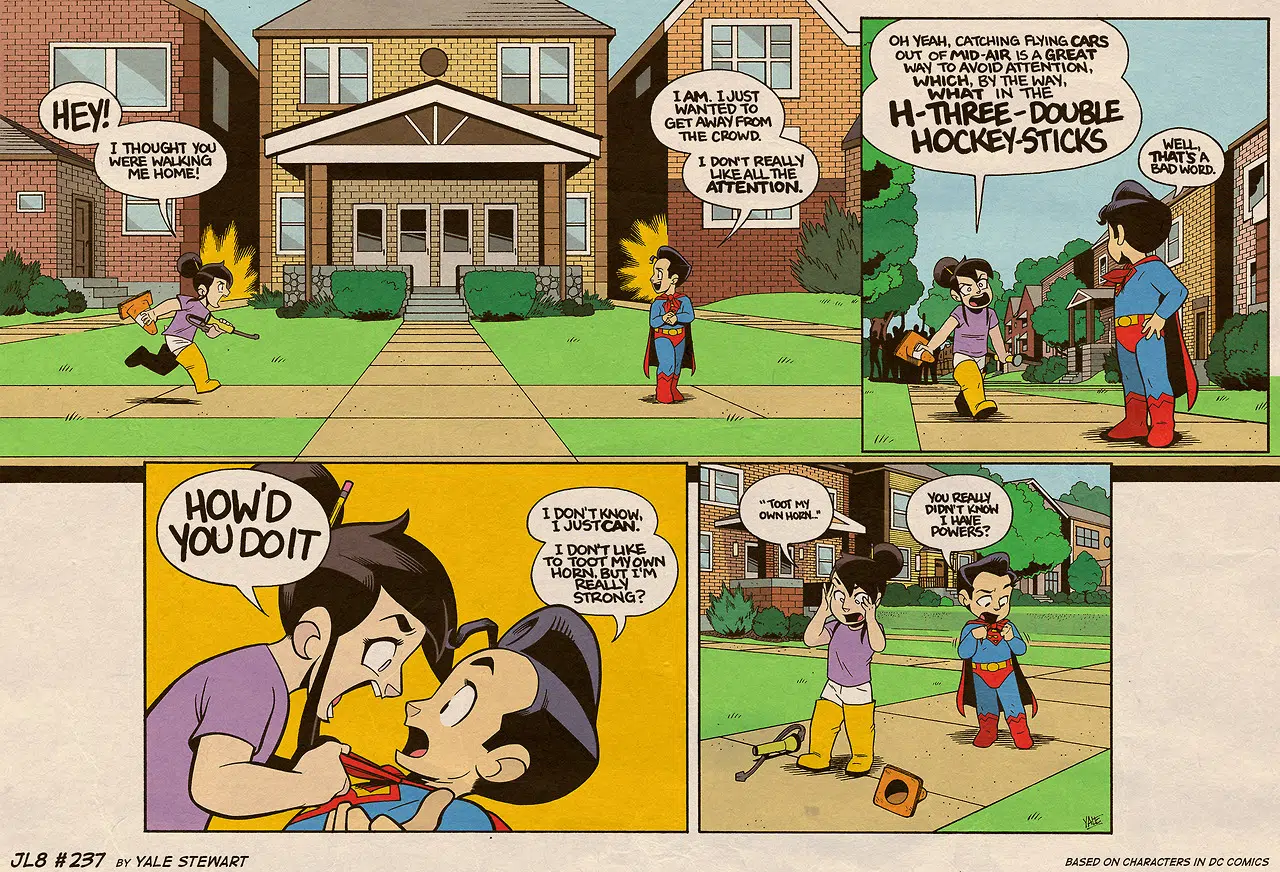 HEY!
I THOUGHT YOU
WERE WALKING
ME HOME!
I AM. I JUST
WANTED TO
GET AWAY FROM
THE CROWD.
I DON'T REALLY
LIKE ALL THE
ATTENTION.
OH YEAH, CATCHING FLYING CARS
OUT OF MID-AIR IS A GREAT
WAY TO AVOID ATTENTION,
WHICH, BY THE WAY,
WHAT IN THE
H-THREE-DOUBLE
HOCKEY-STICKS
WELL,
THAT'S A
BAD WORD.
HOW'D
YOU DO IT
I DON'T KNOW,
I JUST CAN.
I DON'T LIKE
TO TOOT MY OWN
HORN, BUT I'M
REALLY
STRONG?
"TOOT MY
OWN HORN..."
YOU REALLY
DIDN'T KNOW
I HAVE
POWERS?
YALE
JL8 #237 BY YALE STEWART
BASED ON CHARACTERS IN DC COMICS